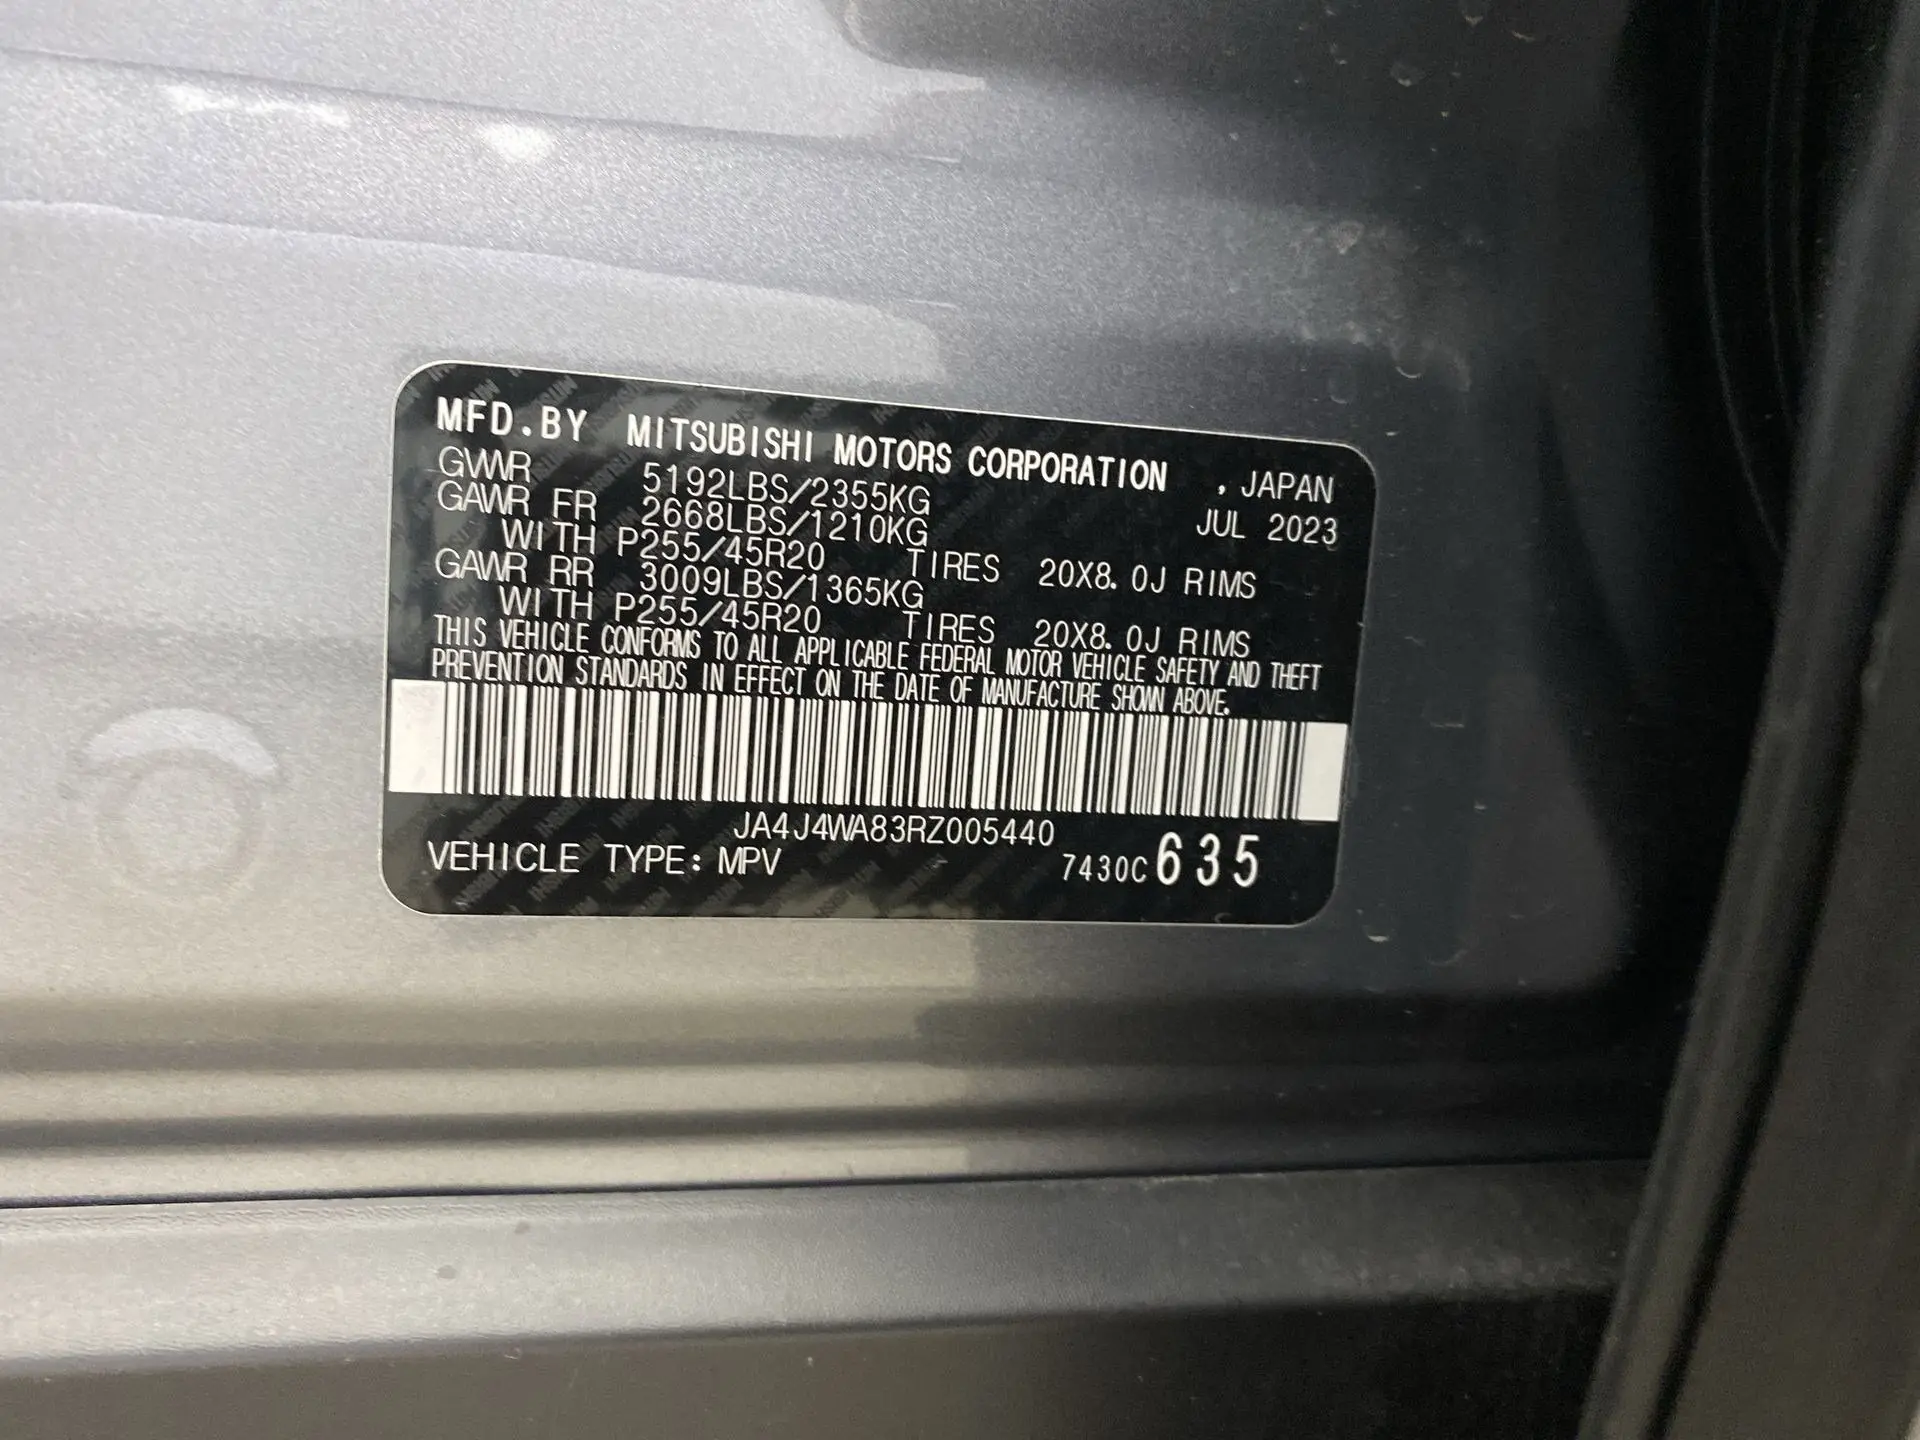 MFD.BY MITSUBISHI MOTORS CORPORATION , JAPAN
GVWR 5192LBS/2355KG JUL 2023
GAWR FR 2668LBS/1210KG
WITH P255/45R20 TIRES 20X8.0J RIMS
GAWR RR 3009LBS/1365KG
WITH P255/45R20 TIRES 20X8.0J RIMS
THIS VEHICLE CONFORMS TO ALL APPLICABLE FEDERAL MOTOR VEHICLE SAFETY AND THEFT
PREVENTION STANDARDS IN EFFECT ON THE DATE OF MANUFACTURE SHOWN ABOVE.
JA4J4WA83RZ005440
VEHICLE TYPE: MPV 7430C635